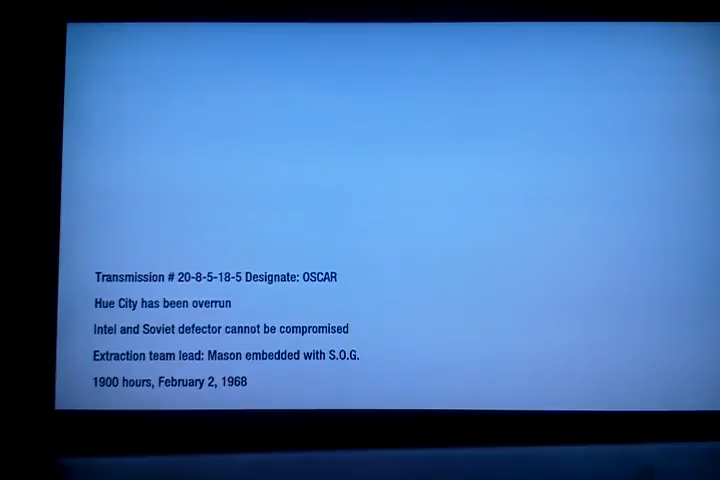 Transmission # 20-8-5-18-5 Designate: OSCAR
Hue City has been overrun
Intel and Soviet defector cannot be compromised
Extraction team lead: Mason embedded with S.O.G.
1900 hours, February 2, 1968